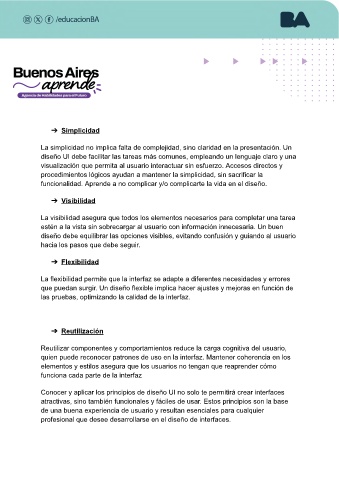 /educacionBA
BA
Buenos Aires
aprende
Agencia de Habilidades para el Futuro
➔ Simplicidad
La simplicidad no implica falta de complejidad, sino claridad en la presentación. Un
diseño UI debe facilitar las tareas más comunes, empleando un lenguaje claro y una
visualización que permita al usuario interactuar sin esfuerzo. Accesos directos y
procedimientos lógicos ayudan a mantener la simplicidad, sin sacrificar la
funcionalidad. Aprende a no complicar y/o complicarte la vida en el diseño.
➔ Visibilidad
La visibilidad asegura que todos los elementos necesarios para completar una tarea
estén a la vista sin sobrecargar al usuario con información innecesaria. Un buen
diseño debe equilibrar las opciones visibles, evitando confusión y guiando al usuario
hacia los pasos que debe seguir.
➔ Flexibilidad
La flexibilidad permite que la interfaz se adapte a diferentes necesidades y errores
que puedan surgir. Un diseño flexible implica hacer ajustes y mejoras en función de
las pruebas, optimizando la calidad de la interfaz.
➔ Reutilización
Reutilizar componentes y comportamientos reduce la carga cognitiva del usuario,
quien puede reconocer patrones de uso en la interfaz. Mantener coherencia en los
elementos y estilos asegura que los usuarios no tengan que reaprender cómo
funciona cada parte de la interfaz
Conocer y aplicar los principios de diseño UI no solo te permitirá crear interfaces
atractivas, sino también funcionales y fáciles de usar. Estos principios son la base
de una buena experiencia de usuario y resultan esenciales para cualquier
profesional que desee desarrollarse en el diseño de interfaces.